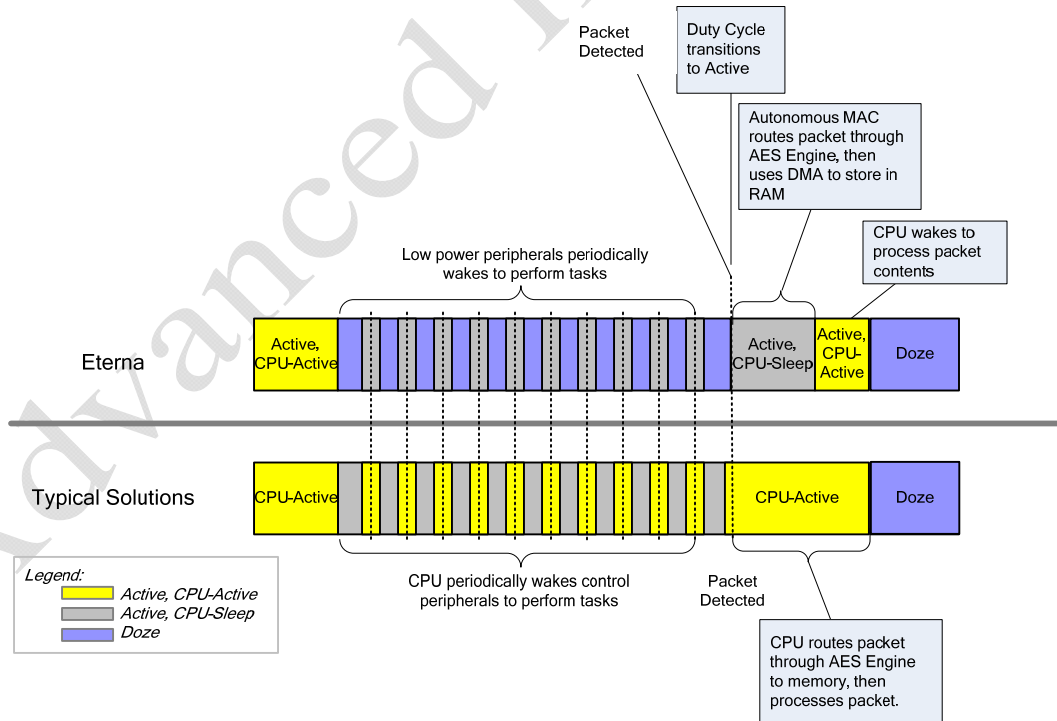 Advanced
Packet
Detected
Duty Cycle
transitions
to Active
Autonomous MAC
routes packet through
AES Engine, then
uses DMA to store in
RAM
CPU wakes to
process packet
contents
Low power peripherals periodically
wakes to perform tasks
Eterna
Active,
CPU-Active
Active,
CPU-Sleep
Active,
CPU-
Active
Doze
Typical Solutions
CPU-Active
CPU-Active
Doze
CPU periodically wakes control
peripherals to perform tasks
Packet
Detected
CPU routes packet
through AES Engine
to memory, then
processes packet.
Legend:
Active, CPU-Active
Active, CPU-Sleep
Doze